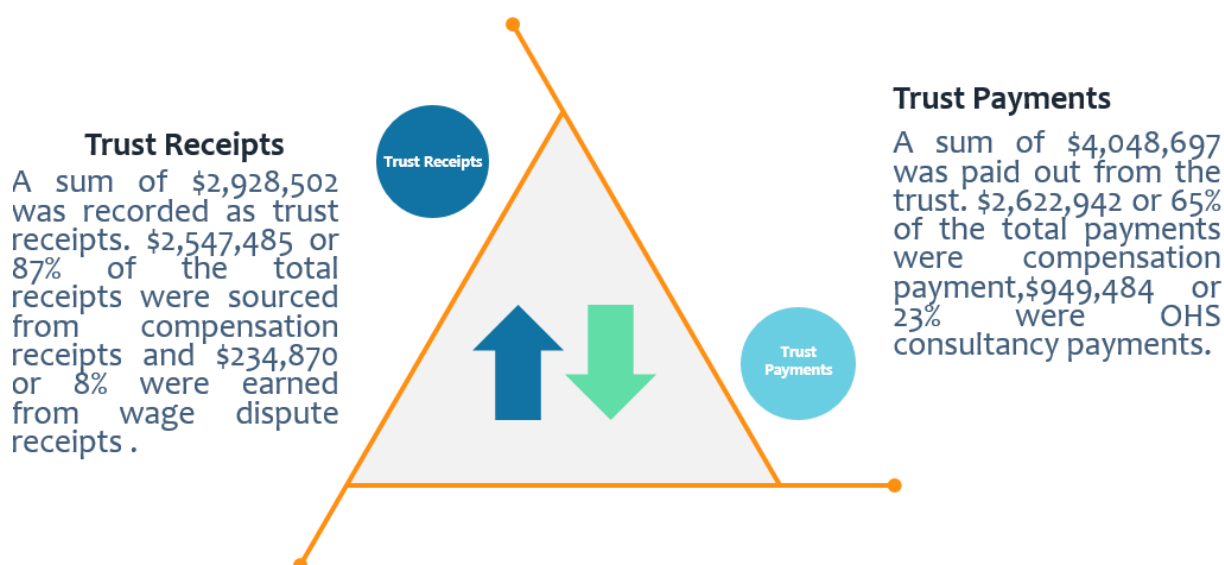 Trust Receipts
A sum of $2,928,502
was recorded as trust
receipts. $2,547,485 or
87% of the total
receipts were sourced
from compensation
receipts and $234,870
or 8% were earned
from wage dispute
receipts .
Trust Receipts
Trust
Payments
Trust Payments
A sum of $4,048,697
was paid out from the
trust. $2,622,942 or 65%
of the total payments
were compensation
payment,$949,484 or
23% were OHS
consultancy payments.